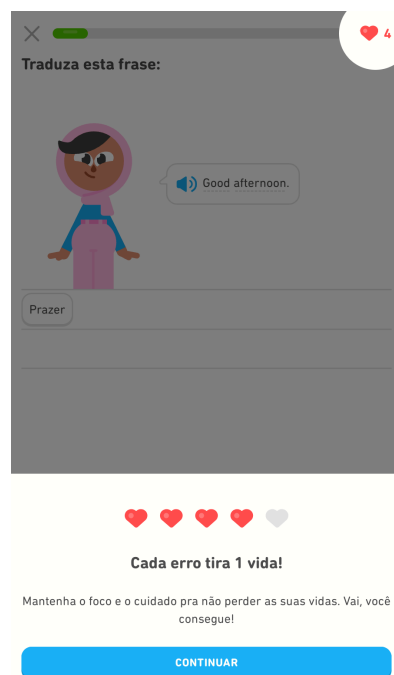 4
Traduza esta frase:
Good afternoon.
Prazer
Cada erro tira 1 vida!
Mantenha o foco e o cuidado pra não perder as suas vidas. Vai, você
consegue!
CONTINUAR